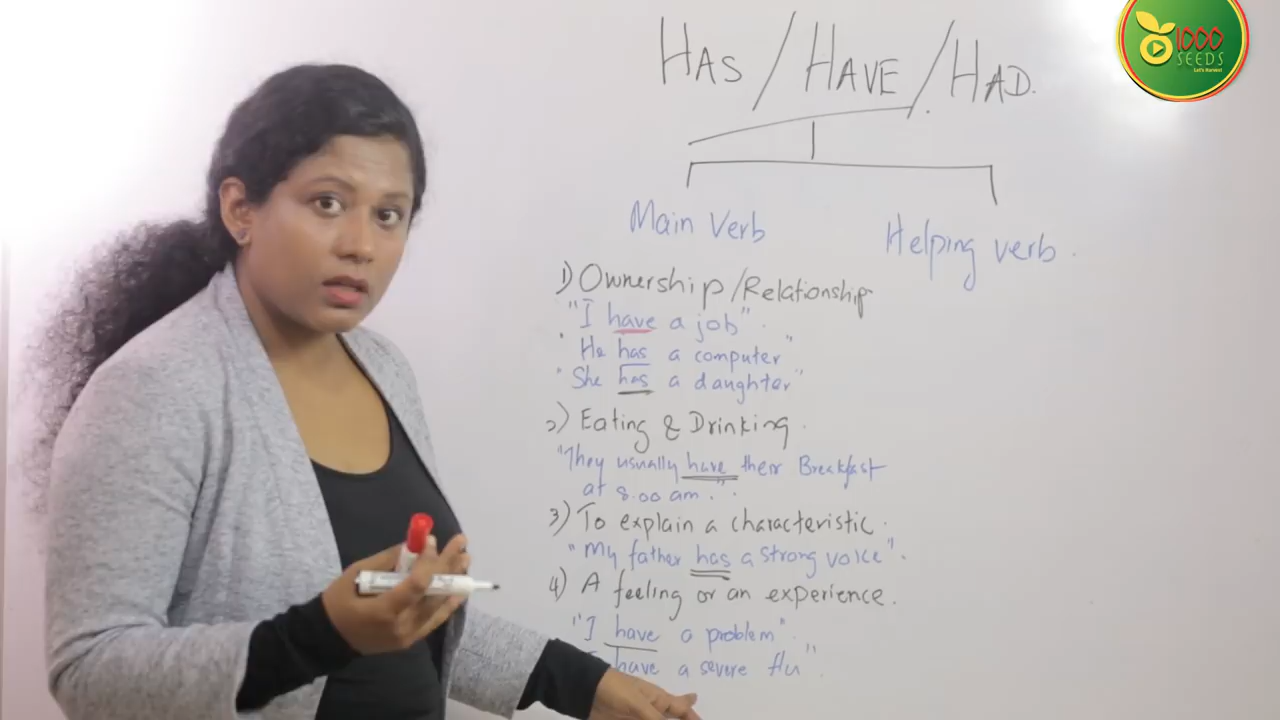 HAS / HAVE / HAD.
1000
SEEDS
Let's Harvest
Main Verb
Helping verb.
1) Ownership/Relationship
"I have a job".
"He has a computer"
"She has a daughter"
2) Eating & Drinking.
"They usually have their Breakfast
at 8.00 am.".
3) To explain a characteristic.
"My father has a strong voice".
4) A feeling or an experience.
"I have a problem".
have a severe flu".